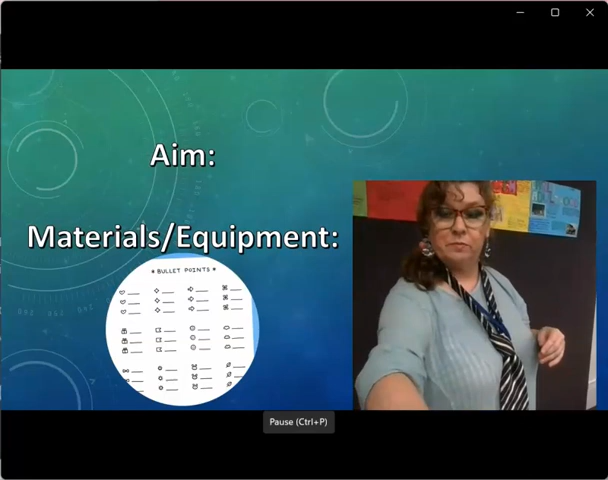 Aim:
Materials/Equipment:
★ BULLET POINTS ★
Pause (Ctrl+P)